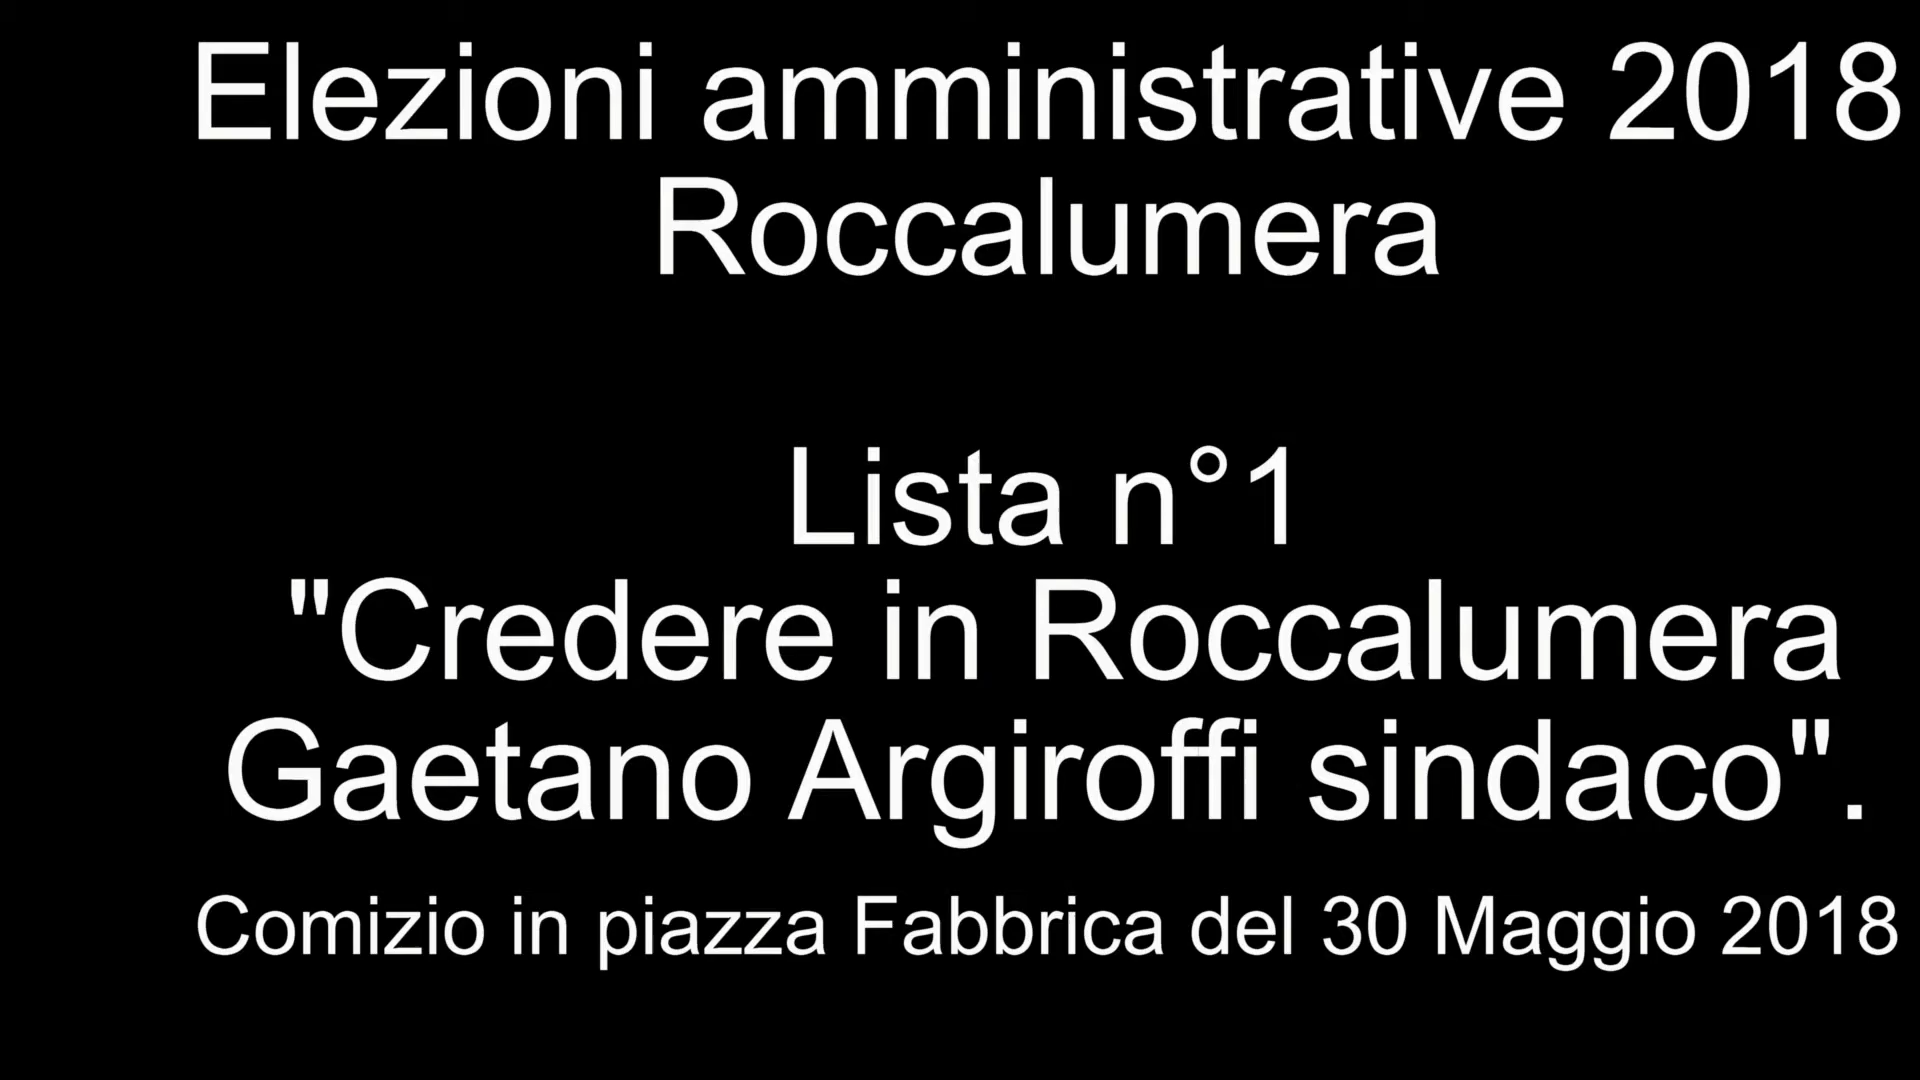 Elezioni amministrative 2018
Roccalumera
Lista n°1
"Credere in Roccalumera
Gaetano Argiroffi sindaco".
Comizio in piazza Fabbrica del 30 Maggio 2018